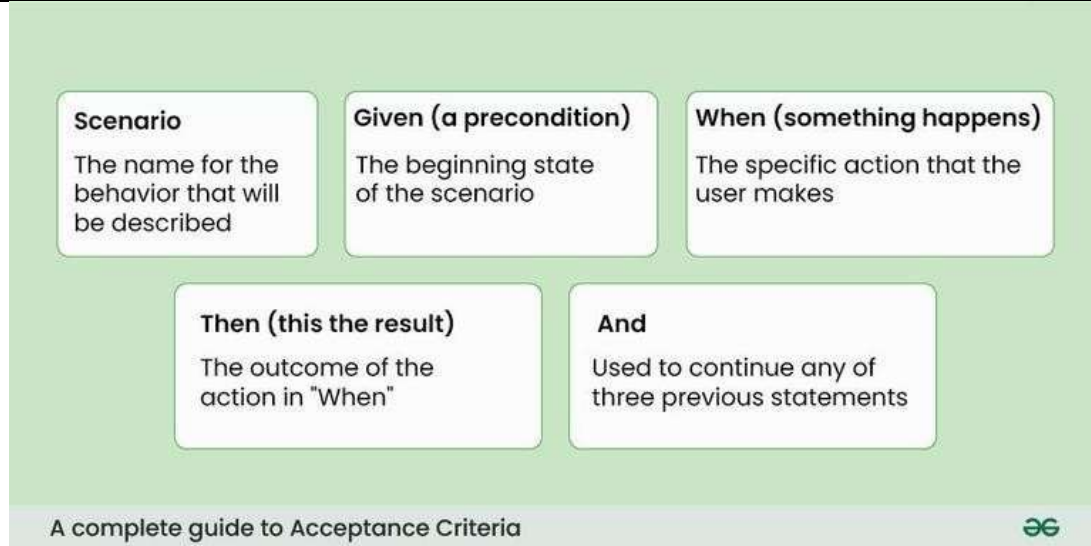 Scenario
The name for the
behavior that will
be described
Given (a precondition)
The beginning state
of the scenario
When (something happens)
The specific action that the
user makes
Then (this the result)
The outcome of the
action in "When"
And
Used to continue any of
three previous statements
A complete guide to Acceptance Criteria